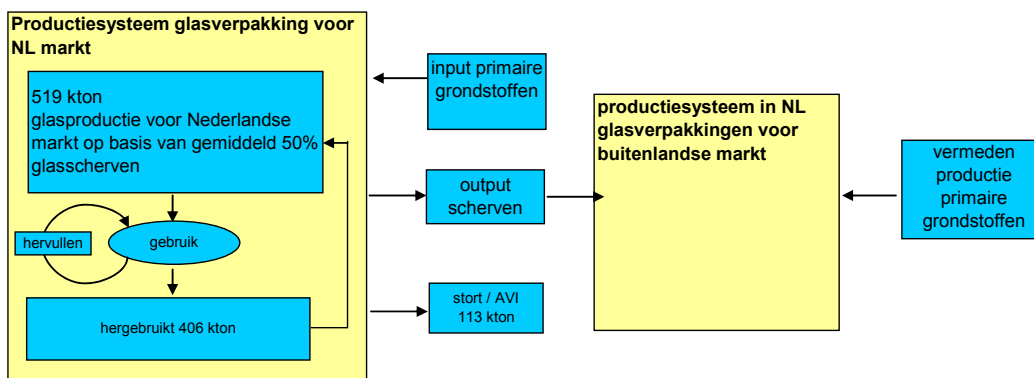 Productiesysteem glasverpakking voor
NL markt
519 kton
glasproductie voor Nederlandse
markt op basis van gemiddeld 50%
glasscherven
hervullen
gebruik
hergebruikt 406 kton
input primaire
grondstoffen
output
scherven
stort / AVI
113 kton
productiesysteem in NL
glasverpakkingen voor
buitenlandse markt
vermeden
productie
primaire
grondstoffen